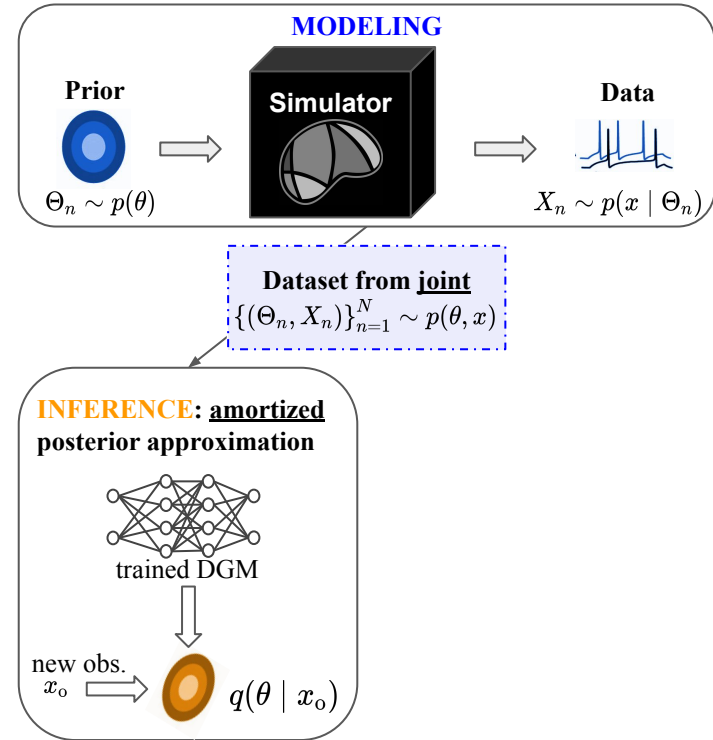 MODELING
Prior
Simulator
Data
Θₙ ∼ p(θ)
Xₙ ∼ p(x | Θₙ)
Dataset from joint
{(Θₙ, Xₙ)}ᴺₙ₌₁ ∼ p(θ, x)
INFERENCE: amortized
posterior approximation
trained DGM
new obs.
xₒ
q(θ | xₒ)